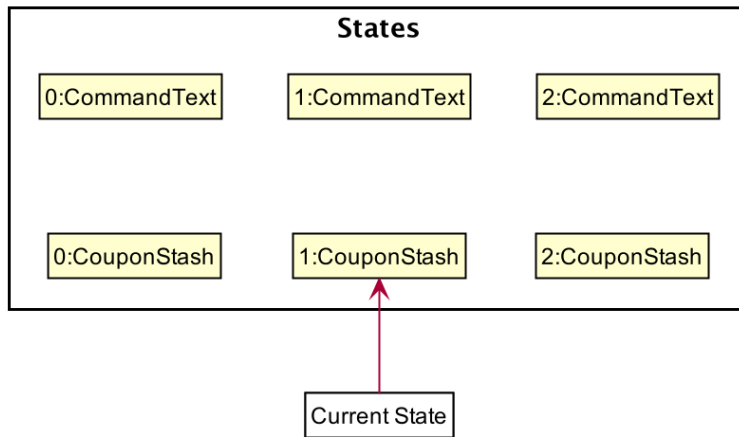 States
0:CommandText
1:CommandText
2:CommandText
0:CouponStash
1:CouponStash
2:CouponStash
Current State